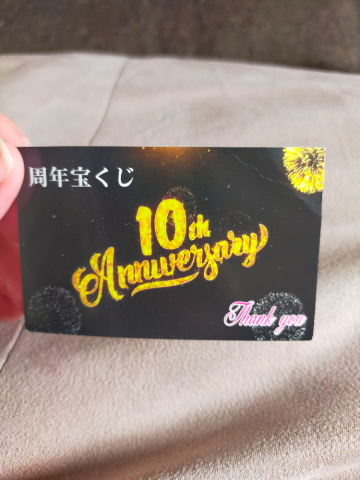 周年宝くじ
10th
Anniversary
Thank you